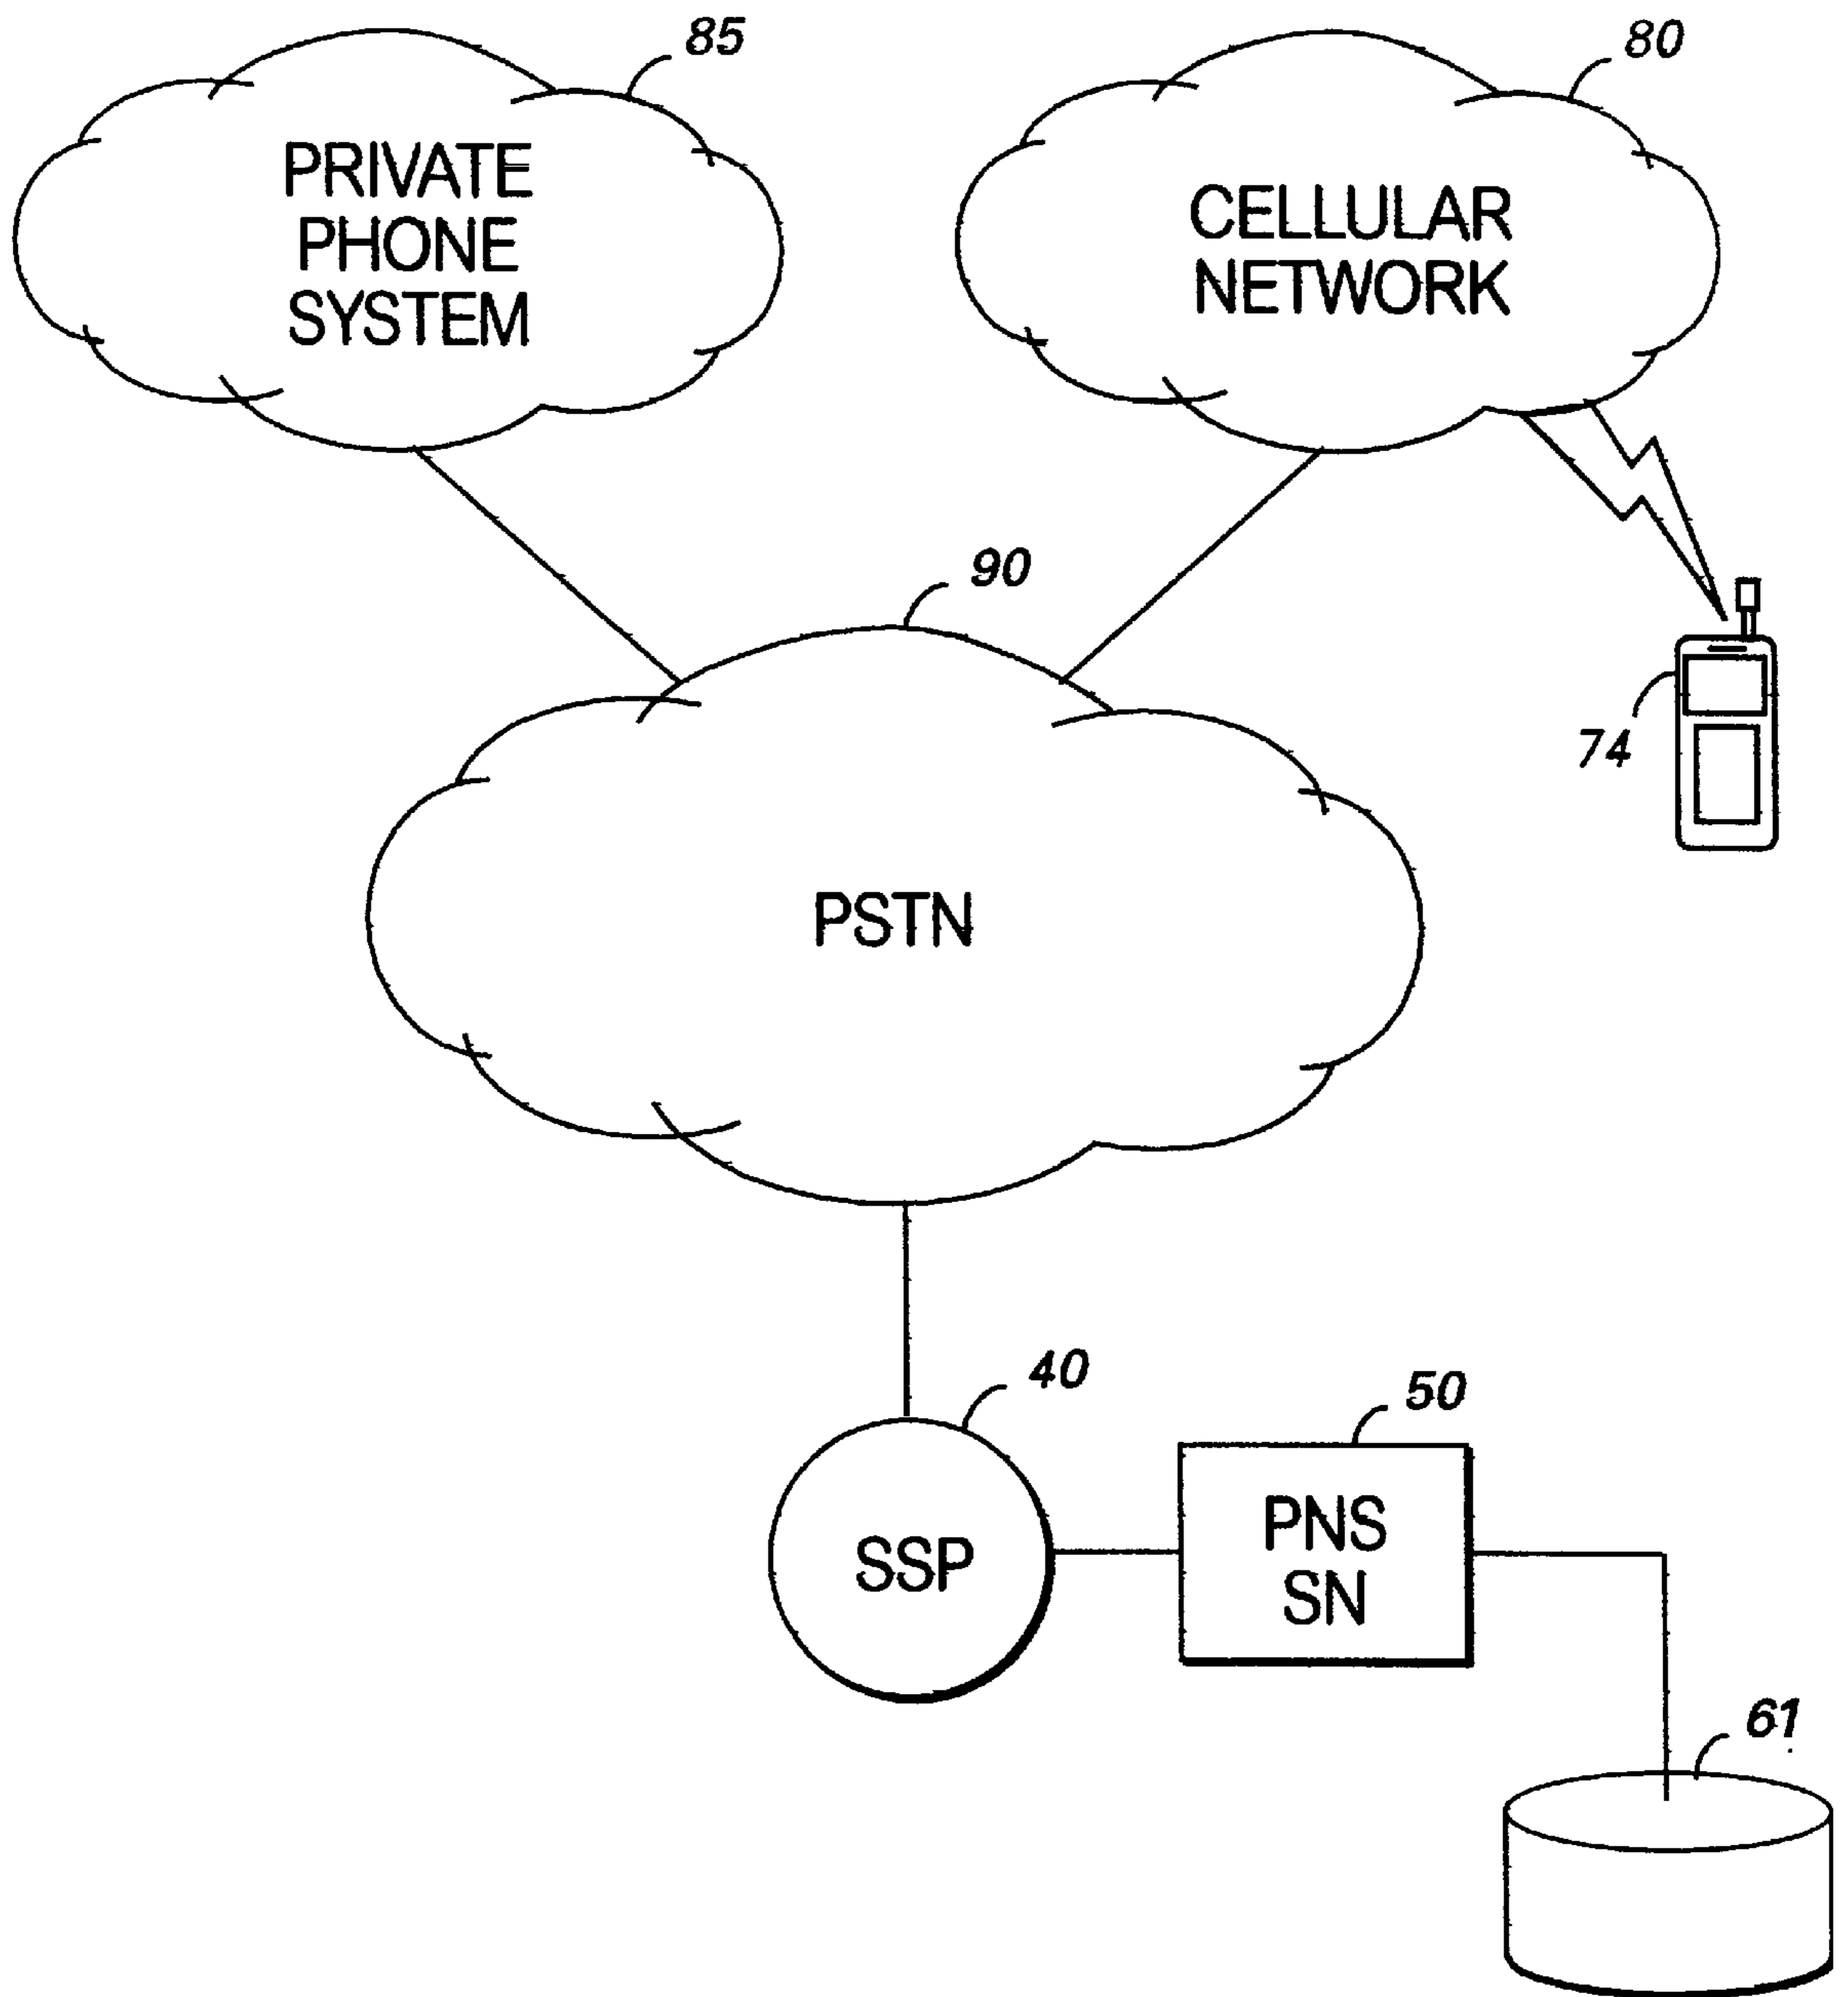 85
80
PRIVATE
PHONE
SYSTEM
CELLULAR
NETWORK
90
74
PSTN
40
50
SSP
PNS
SN
61